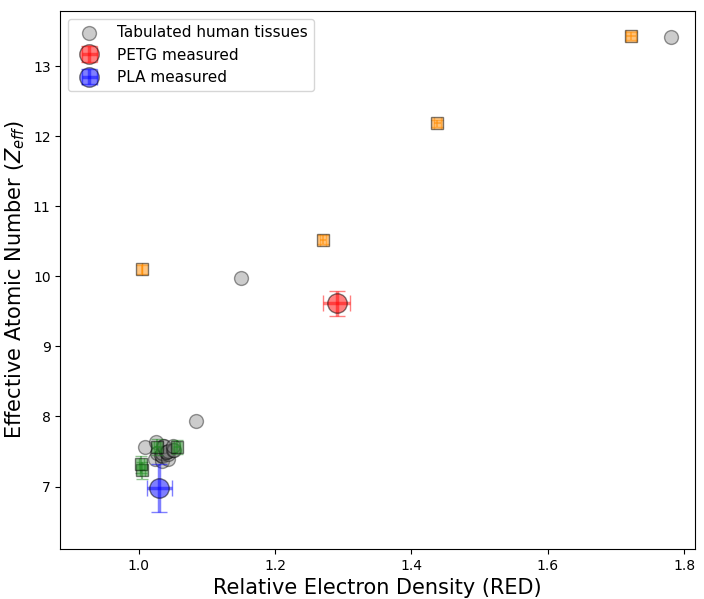 Tabulated human tissues
PETG measured
PLA measured
Effective Atomic Number (Z_eff)
13
12
11
10
9
8
7
1.0
1.2
1.4
1.6
1.8
Relative Electron Density (RED)